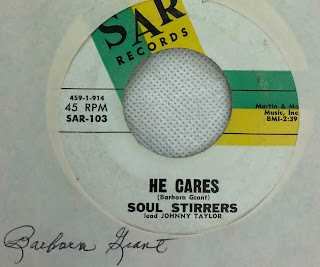 SAR
RECORDS
459-1-914
45 RPM
SAR-103
Martin & Mo
Music, Inc
BMI-2:39
HE CARES
(Barbara Grant)
SOUL STIRRERS
lead JOHNNY TAYLOR
Barbara Grant